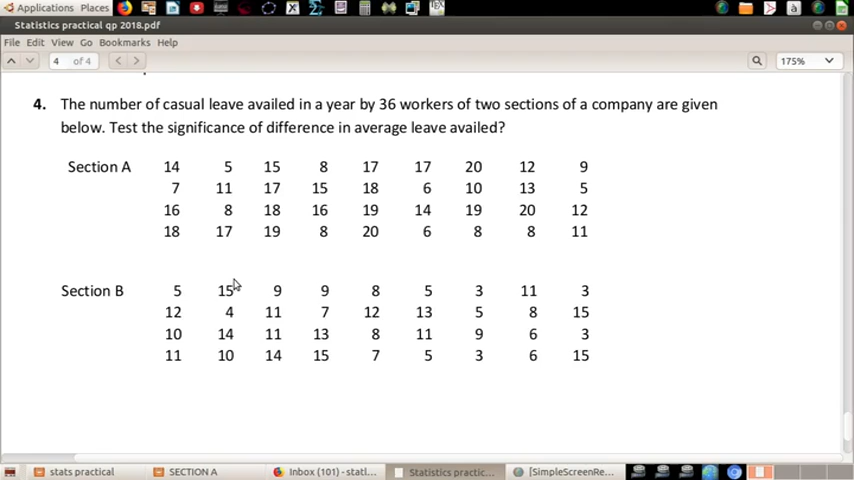 Applications Places
Statistics practical qp 2018.pdf
File Edit View Go Bookmarks Help
4 of 4
175%
4. The number of casual leave availed in a year by 36 workers of two sections of a company are given
below. Test the significance of difference in average leave availed?
Section A 14 5 15 8 17 17 20 12 9
7 11 17 15 18 6 10 13 5
16 8 18 16 19 14 19 20 12
18 17 19 8 20 6 8 8 11
Section B 5 15 9 9 8 5 3 11 3
12 4 11 7 12 13 5 8 15
10 14 11 13 8 11 9 6 3
11 10 14 15 7 5 3 6 15
stats practical
SECTION A
Inbox (101) - statl...
Statistics practic...
[SimpleScreenRe...